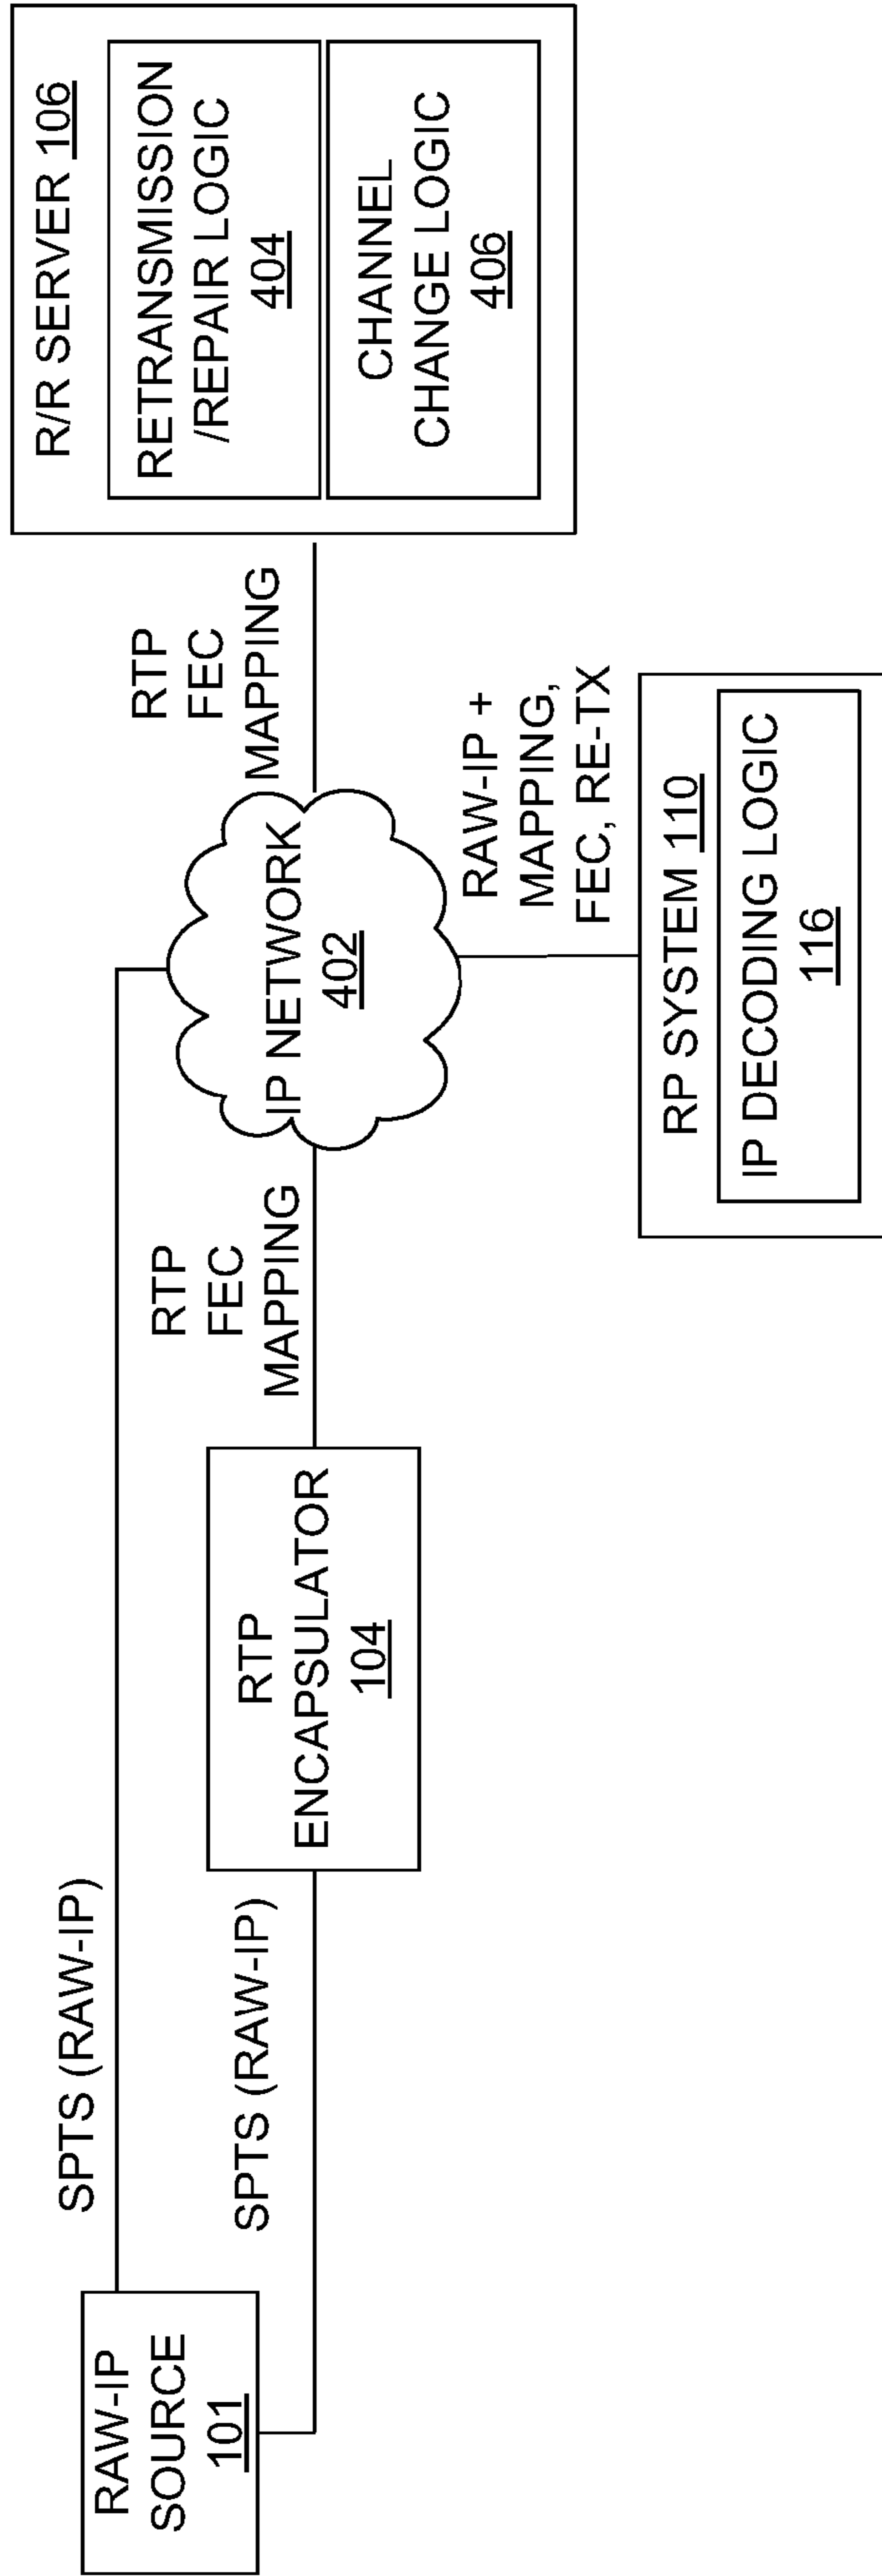 RAW-IP
SOURCE
101
SPTS (RAW-IP)
SPTS (RAW-IP)
RTP
ENCAPSULATOR
104
RTP
FEC
MAPPING
IP NETWORK
402
RTP
FEC
MAPPING
R/R SERVER 106
RETRANSMISSION
/REPAIR LOGIC
404
CHANNEL
CHANGE LOGIC
406
RAW-IP +
MAPPING,
FEC, RE-TX
RP SYSTEM 110
IP DECODING LOGIC
116